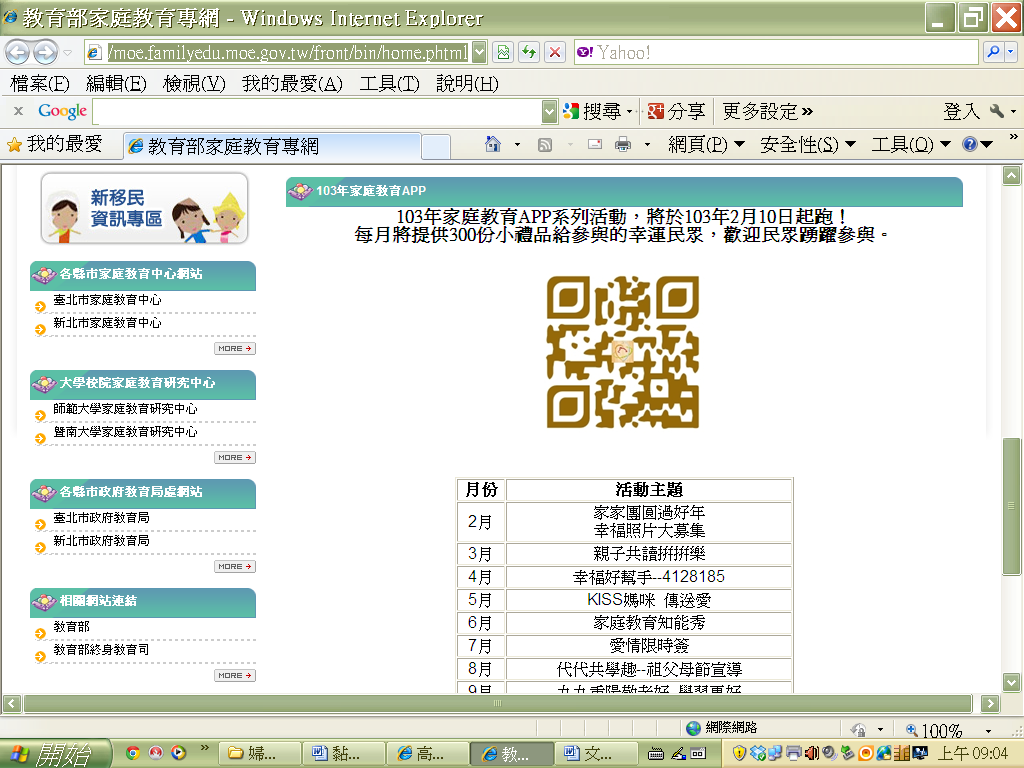 教育部家庭教育專網 - Windows Internet Explorer
/moe.familyedu.moe.gov.tw/front/bin/home.phtml
Yahoo!
檔案(F) 編輯(E) 檢視(V) 我的最愛(A) 工具(T) 說明(H)
x Google 搜尋 分享 更多設定 » 登入
我的最愛 教育部家庭教育專網 網頁(P) 安全性(S) 工具(O) »
新移民
資訊專區
各縣市家庭教育中心網站
臺北市家庭教育中心
新北市家庭教育中心
MORE
大學校院家庭教育研究中心
師範大學家庭教育研究中心
暨南大學家庭教育研究中心
MORE
各縣市政府教育局處網站
臺北市政府教育局
新北市政府教育局
MORE
相關網站連結
教育部
教育部終身教育司
MORE
103年家庭教育APP
103年家庭教育APP系列活動，將於103年2月10日起跑！
每月將提供300份小禮品給參與的幸運民眾，歡迎民眾踴躍參與。
月份 活動主題
2月 家家團圓過好年
幸福照片大募集
3月 親子共讀拚拚樂
4月 幸福好幫手--4128185
5月 KISS媽咪 傳送愛
6月 家庭教育知能秀
7月 愛情限時簽
8月 代代共學趣--祖父母節宣導
9月 九九重陽敬老好 學習更好
網際網路 100%
開始 » 婦... 黏... 高... 教... 文... 上午 09:04